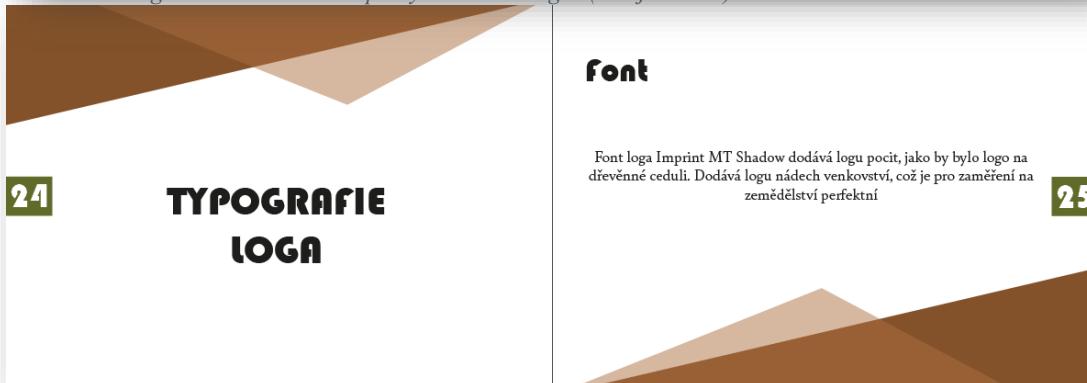 24
TYPOGRAFIE
LOGA
Font
Font loga Imprint MT Shadow dodává logu pocit, jako by bylo logo na
dřevěnné ceduli. Dodává logu nádech venkovství, což je pro zaměření na
zemědělství perfektní
25